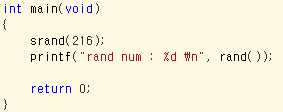 int main(void)
{
    srand(216);
    printf("rand num : %d ₩n", rand());

    return 0;
}